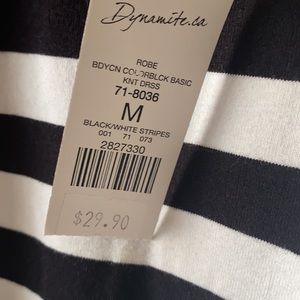 Dynamite.ca
ROBE
BDYCN COLORBLCK BASIC
KNT DRSS
71-8036
M
BLACK/WHITE STRIPES
001 71 073
2827330
$29.90